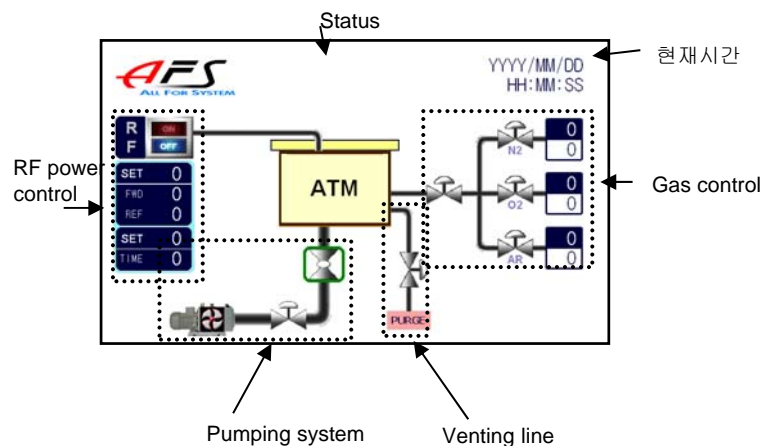 Status
현재시간
AFS
ALL FOR SYSTEM
YYYY/MM/DD
HH:MM:SS
RF power control
R F
ON
OFF
SET 0
FWD 0
REF 0
SET 0
TIME 0
ATM
N2
0
0
O2
0
0
AR
0
0
Gas control
PURGE
Pumping system
Venting line